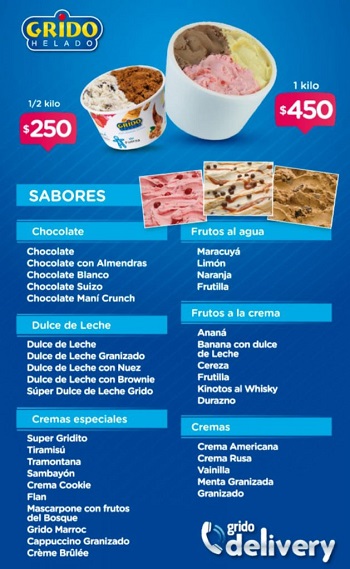 GRIDO
HELADO
1/2 kilo
$250
GRIDO
1 kilo
$450
SABORES
Chocolate
Chocolate
Chocolate con Almendras
Chocolate Blanco
Chocolate Suizo
Chocolate Maní Crunch
Dulce de Leche
Dulce de Leche
Dulce de Leche Granizado
Dulce de Leche con Nuez
Dulce de Leche con Brownie
Súper Dulce de Leche Grido
Cremas especiales
Super Gridito
Tiramisú
Tramontana
Sambayón
Crema Cookie
Flan
Mascarpone con frutos
del Bosque
Grido Marroc
Cappuccino Granizado
Crème Brûlée
Frutos al agua
Maracuyá
Limón
Naranja
Frutilla
Frutos a la crema
Ananá
Banana con dulce
de Leche
Cereza
Frutilla
Kinotos al Whisky
Durazno
Cremas
Crema Americana
Crema Rusa
Vainilla
Menta Granizada
Granizado
grido
delivery